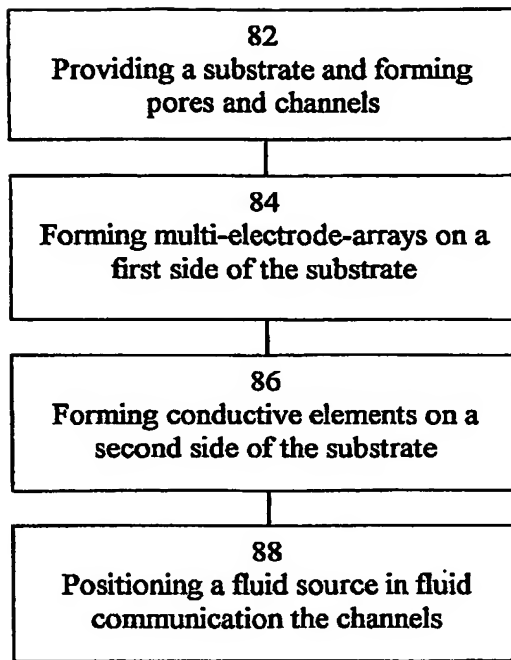 82
Providing a substrate and forming
pores and channels
84
Forming multi-electrode-arrays on a
first side of the substrate
86
Forming conductive elements on a
second side of the substrate
88
Positioning a fluid source in fluid
communication the channels